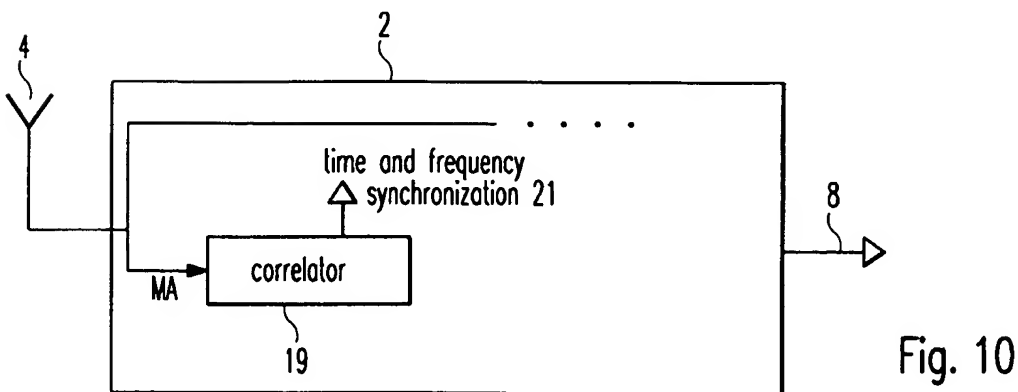 4
2
time and frequency
synchronization 21
8
MA
correlator
19
Fig. 10